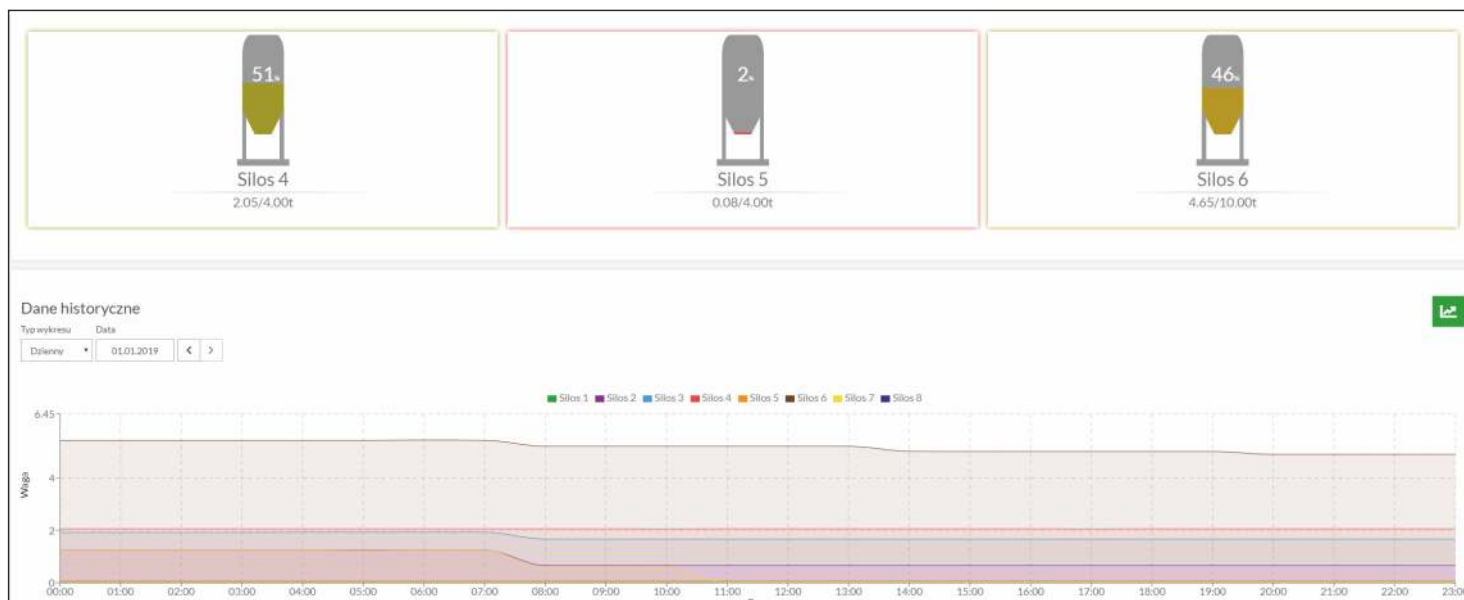 51%
2%
46%
Silos 4
Silos 5
Silos 6
2.05/4.00t
0.08/4.00t
4.65/10.00t
Dane historyczne
Typ wykresu Data
Dzienny 01.01.2019 < >
Silos 1 Silos 2 Silos 3 Silos 4 Silos 5 Silos 6 Silos 7 Silos 8
6.45
4
Waga
2
0
00:00 01:00 02:00 03:00 04:00 05:00 06:00 07:00 08:00 09:00 10:00 11:00 12:00 13:00 14:00 15:00 16:00 17:00 18:00 19:00 20:00 21:00 22:00 23:00